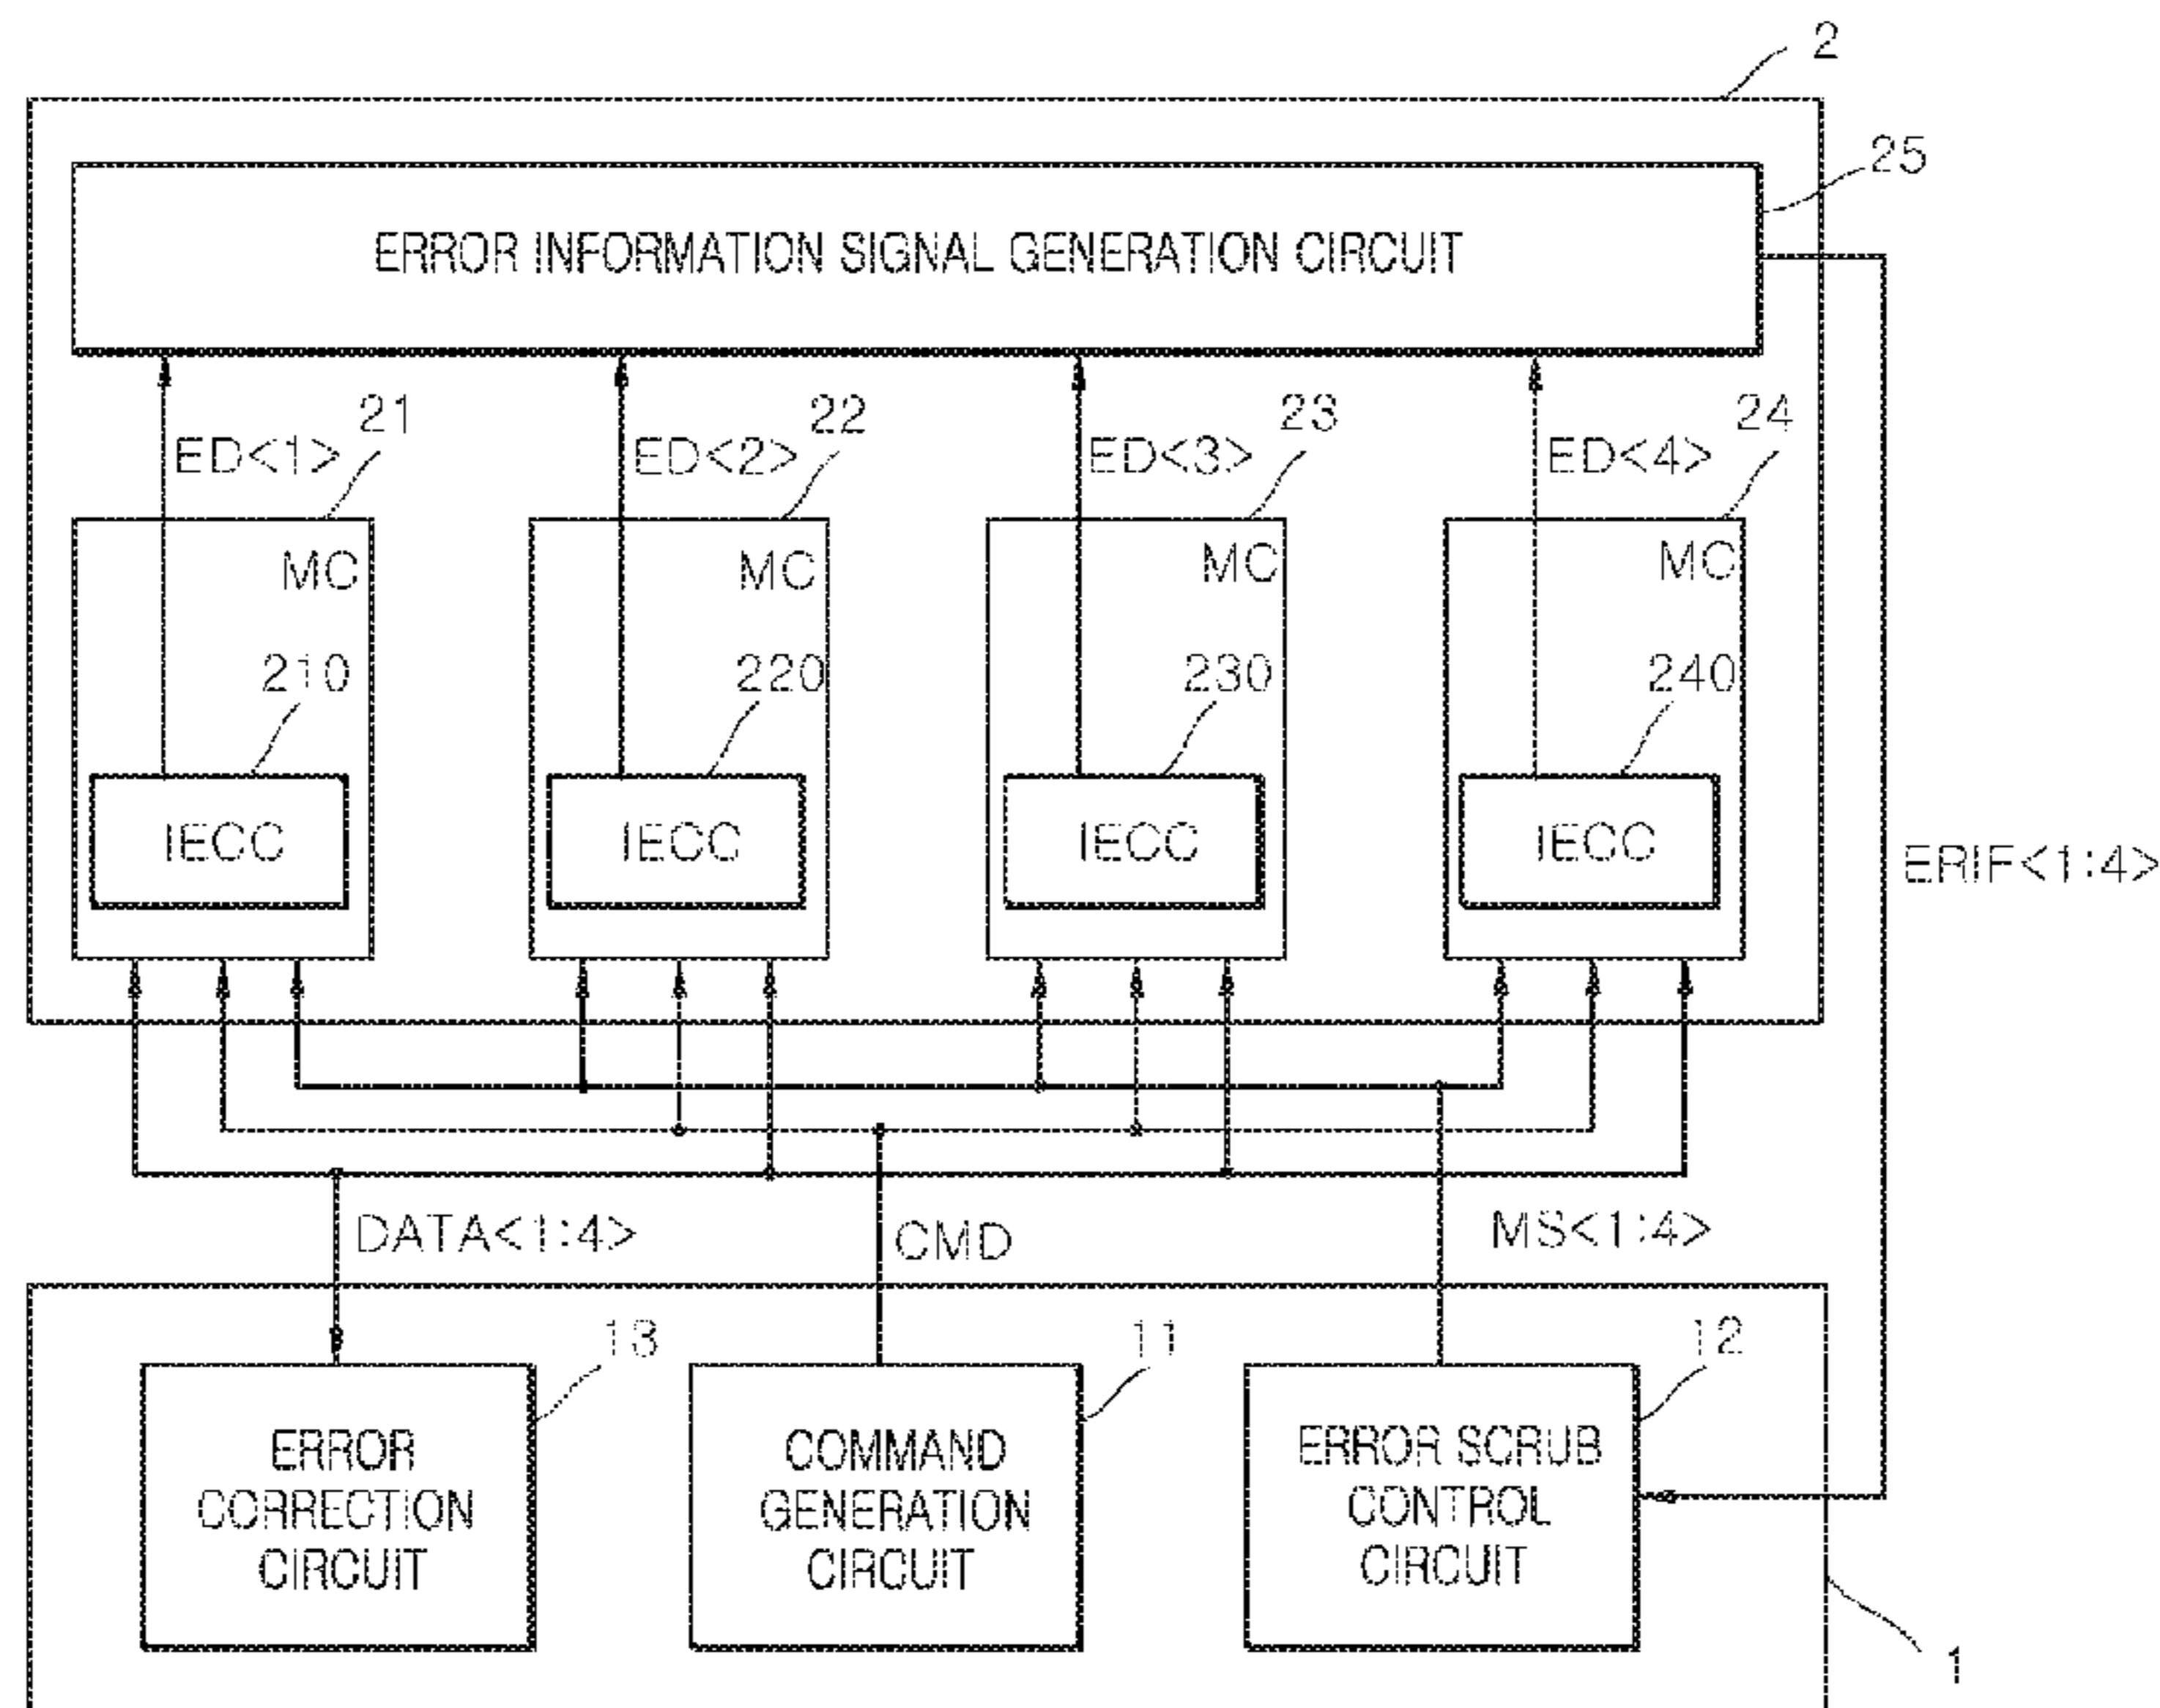 2
25
ERROR INFORMATION SIGNAL GENERATION CIRCUIT
ED<1>
21
ED<2>
22
ED<3>
23
ED<4>
24
MC
MC
MC
MC
210
220
230
240
IECC
IECC
IECC
IECC
ERIF<1:4>
DATA<1:4>
CMD
MS<1:4>
13
11
12
ERROR
CORRECTION
CIRCUIT
COMMAND
GENERATION
CIRCUIT
ERROR SCRUB
CONTROL
CIRCUIT
1